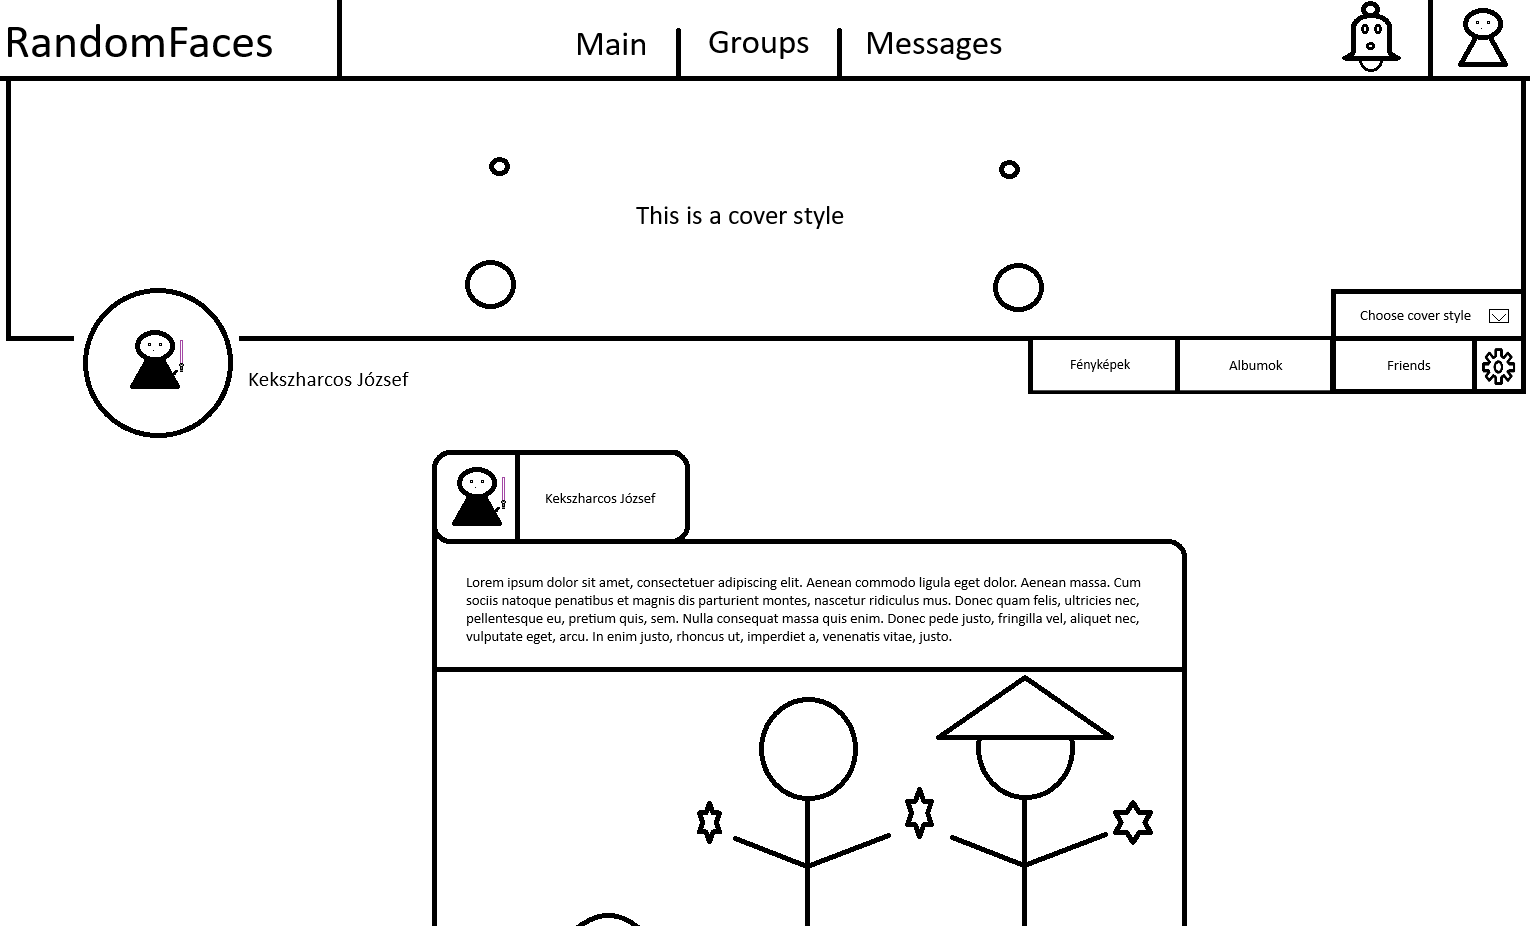 RandomFaces
Main
Groups
Messages
This is a cover style
Choose cover style
Kekszharcos József
Fényképek
Albumok
Friends
Kekszharcos József
Lorem ipsum dolor sit amet, consectetuer adipiscing elit. Aenean commodo ligula eget dolor. Aenean massa. Cum
sociis natoque penatibus et magnis dis parturient montes, nascetur ridiculus mus. Donec quam felis, ultricies nec,
pellentesque eu, pretium quis, sem. Nulla consequat massa quis enim. Donec pede justo, fringilla vel, aliquet nec,
vulputate eget, arcu. In enim justo, rhoncus ut, imperdiet a, venenatis vitae, justo.